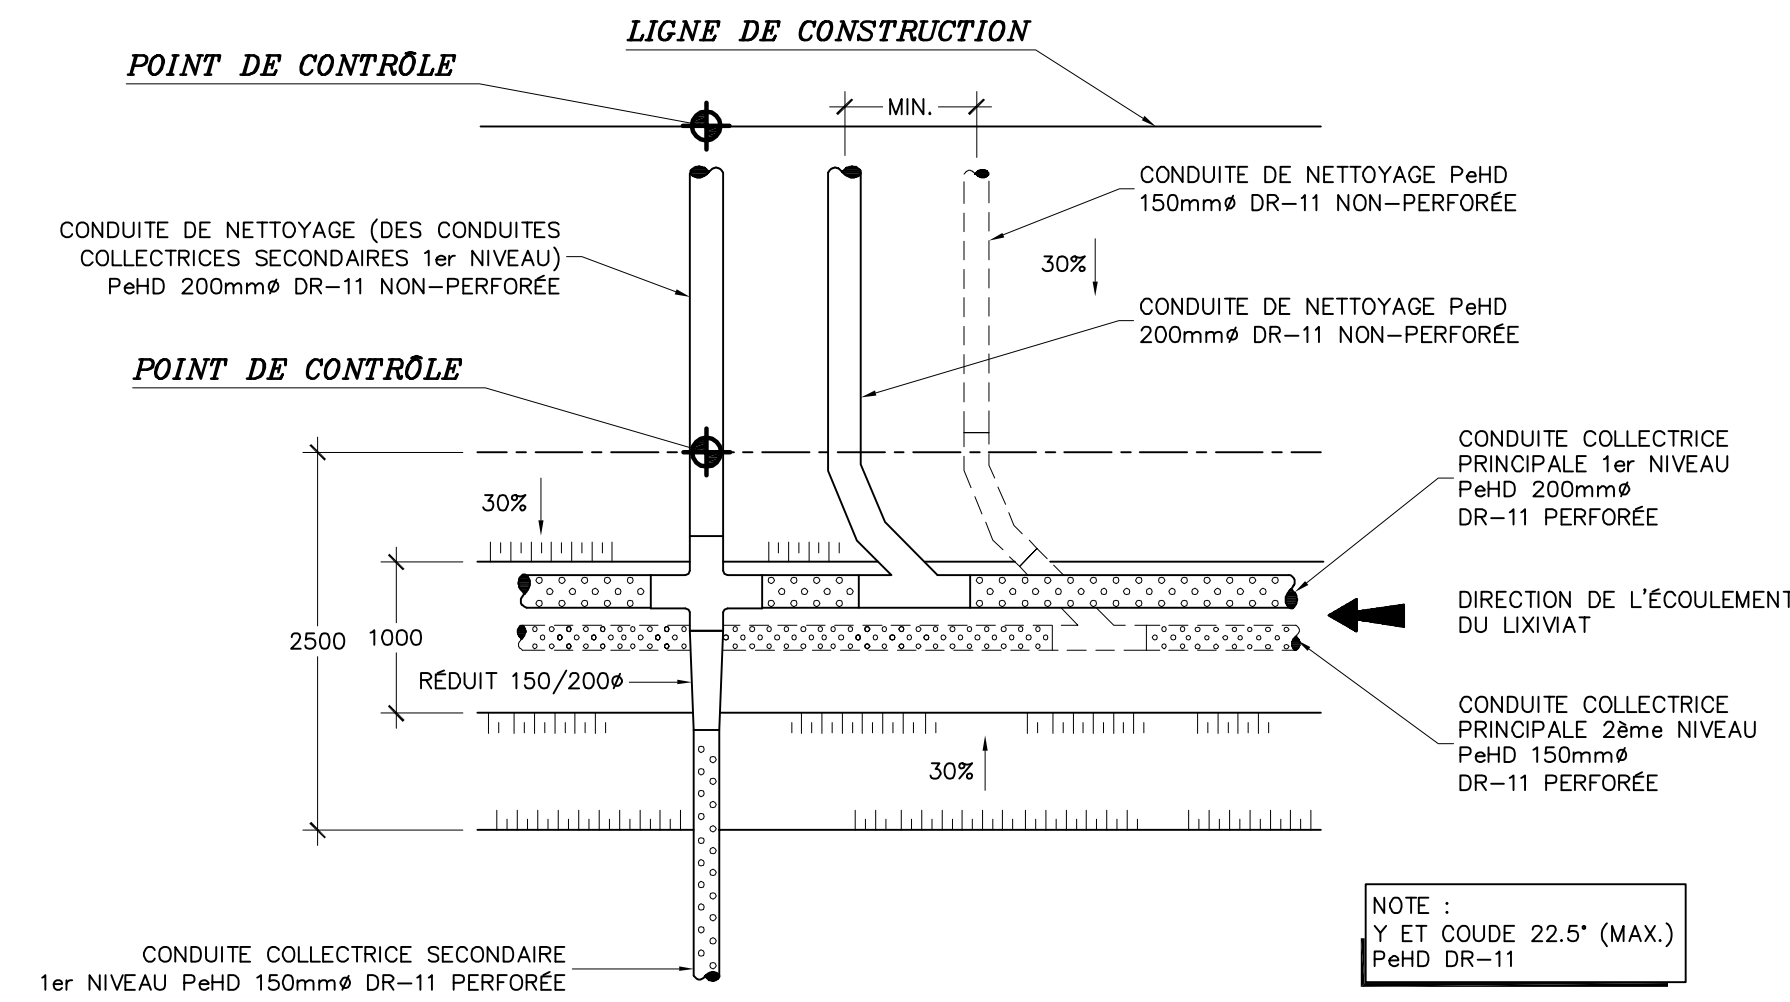 LIGNE DE CONSTRUCTION
POINT DE CONTRÔLE
MIN.
CONDUITE DE NETTOYAGE PeHD
150mmø DR-11 NON-PERFORÉE
CONDUITE DE NETTOYAGE (DES CONDUITES
COLLECTRICES SECONDAIRES 1er NIVEAU)
PeHD 200mmø DR-11 NON-PERFORÉE
30%
CONDUITE DE NETTOYAGE PeHD
200mmø DR-11 NON-PERFORÉE
POINT DE CONTRÔLE
CONDUITE COLLECTRICE
PRINCIPALE 1er NIVEAU
PeHD 200mmø
DR-11 PERFORÉE
30%
DIRECTION DE L'ÉCOULEMENT
DU LIXIVIAT
2500
1000
RÉDUIT 150/200ø
CONDUITE COLLECTRICE
PRINCIPALE 2ème NIVEAU
PeHD 150mmø
DR-11 PERFORÉE
30%
NOTE :
Y ET COUDE 22.5° (MAX.)
PeHD DR-11
CONDUITE COLLECTRICE SECONDAIRE
1er NIVEAU PeHD 150mmø DR-11 PERFORÉE